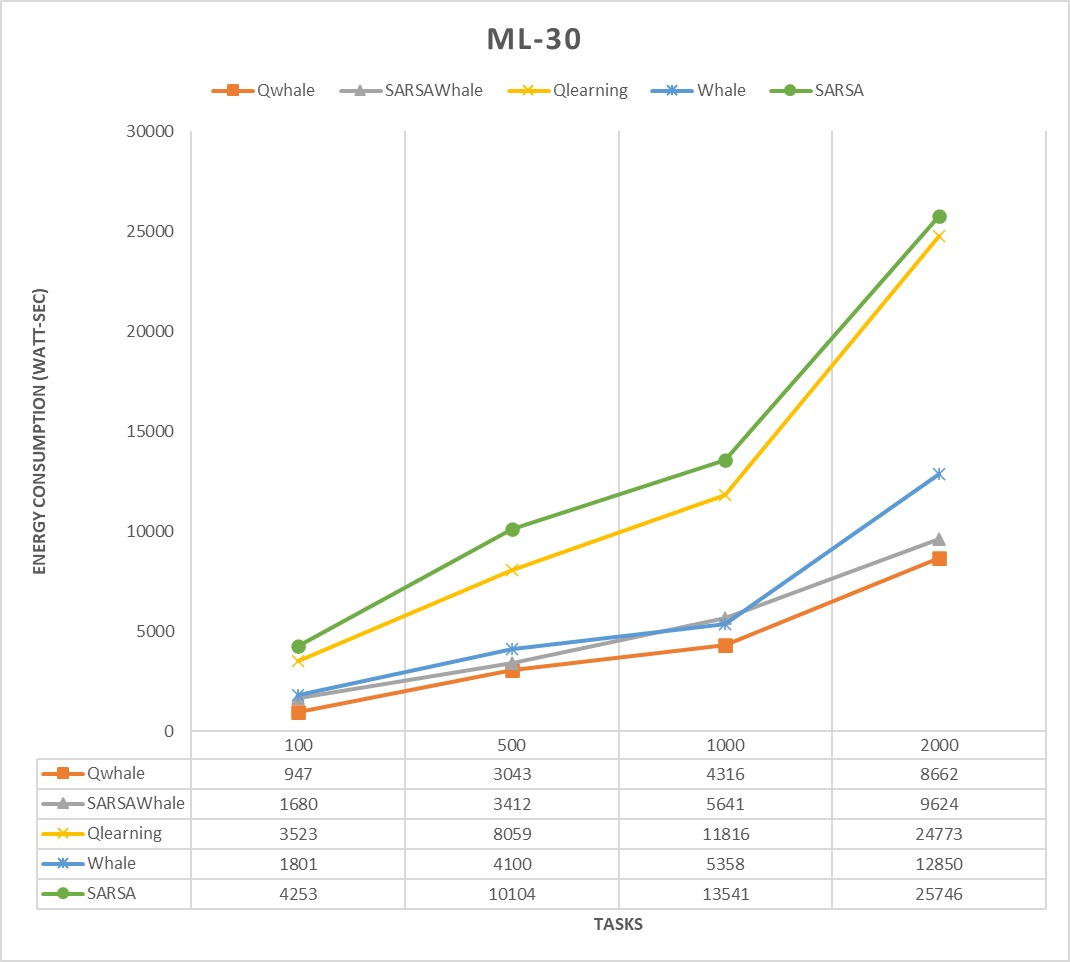 ML-30
Qwhale SARSAWhale Qlearning Whale SARSA
30000
25000
20000
15000
10000
5000
0
ENERGY CONSUMPTION (WATT-SEC)
100 500 1000 2000
Qwhale 947 3043 4316 8662
SARSAWhale 1680 3412 5641 9624
Qlearning 3523 8059 11816 24773
Whale 1801 4100 5358 12850
SARSA 4253 10104 13541 25746
TASKS